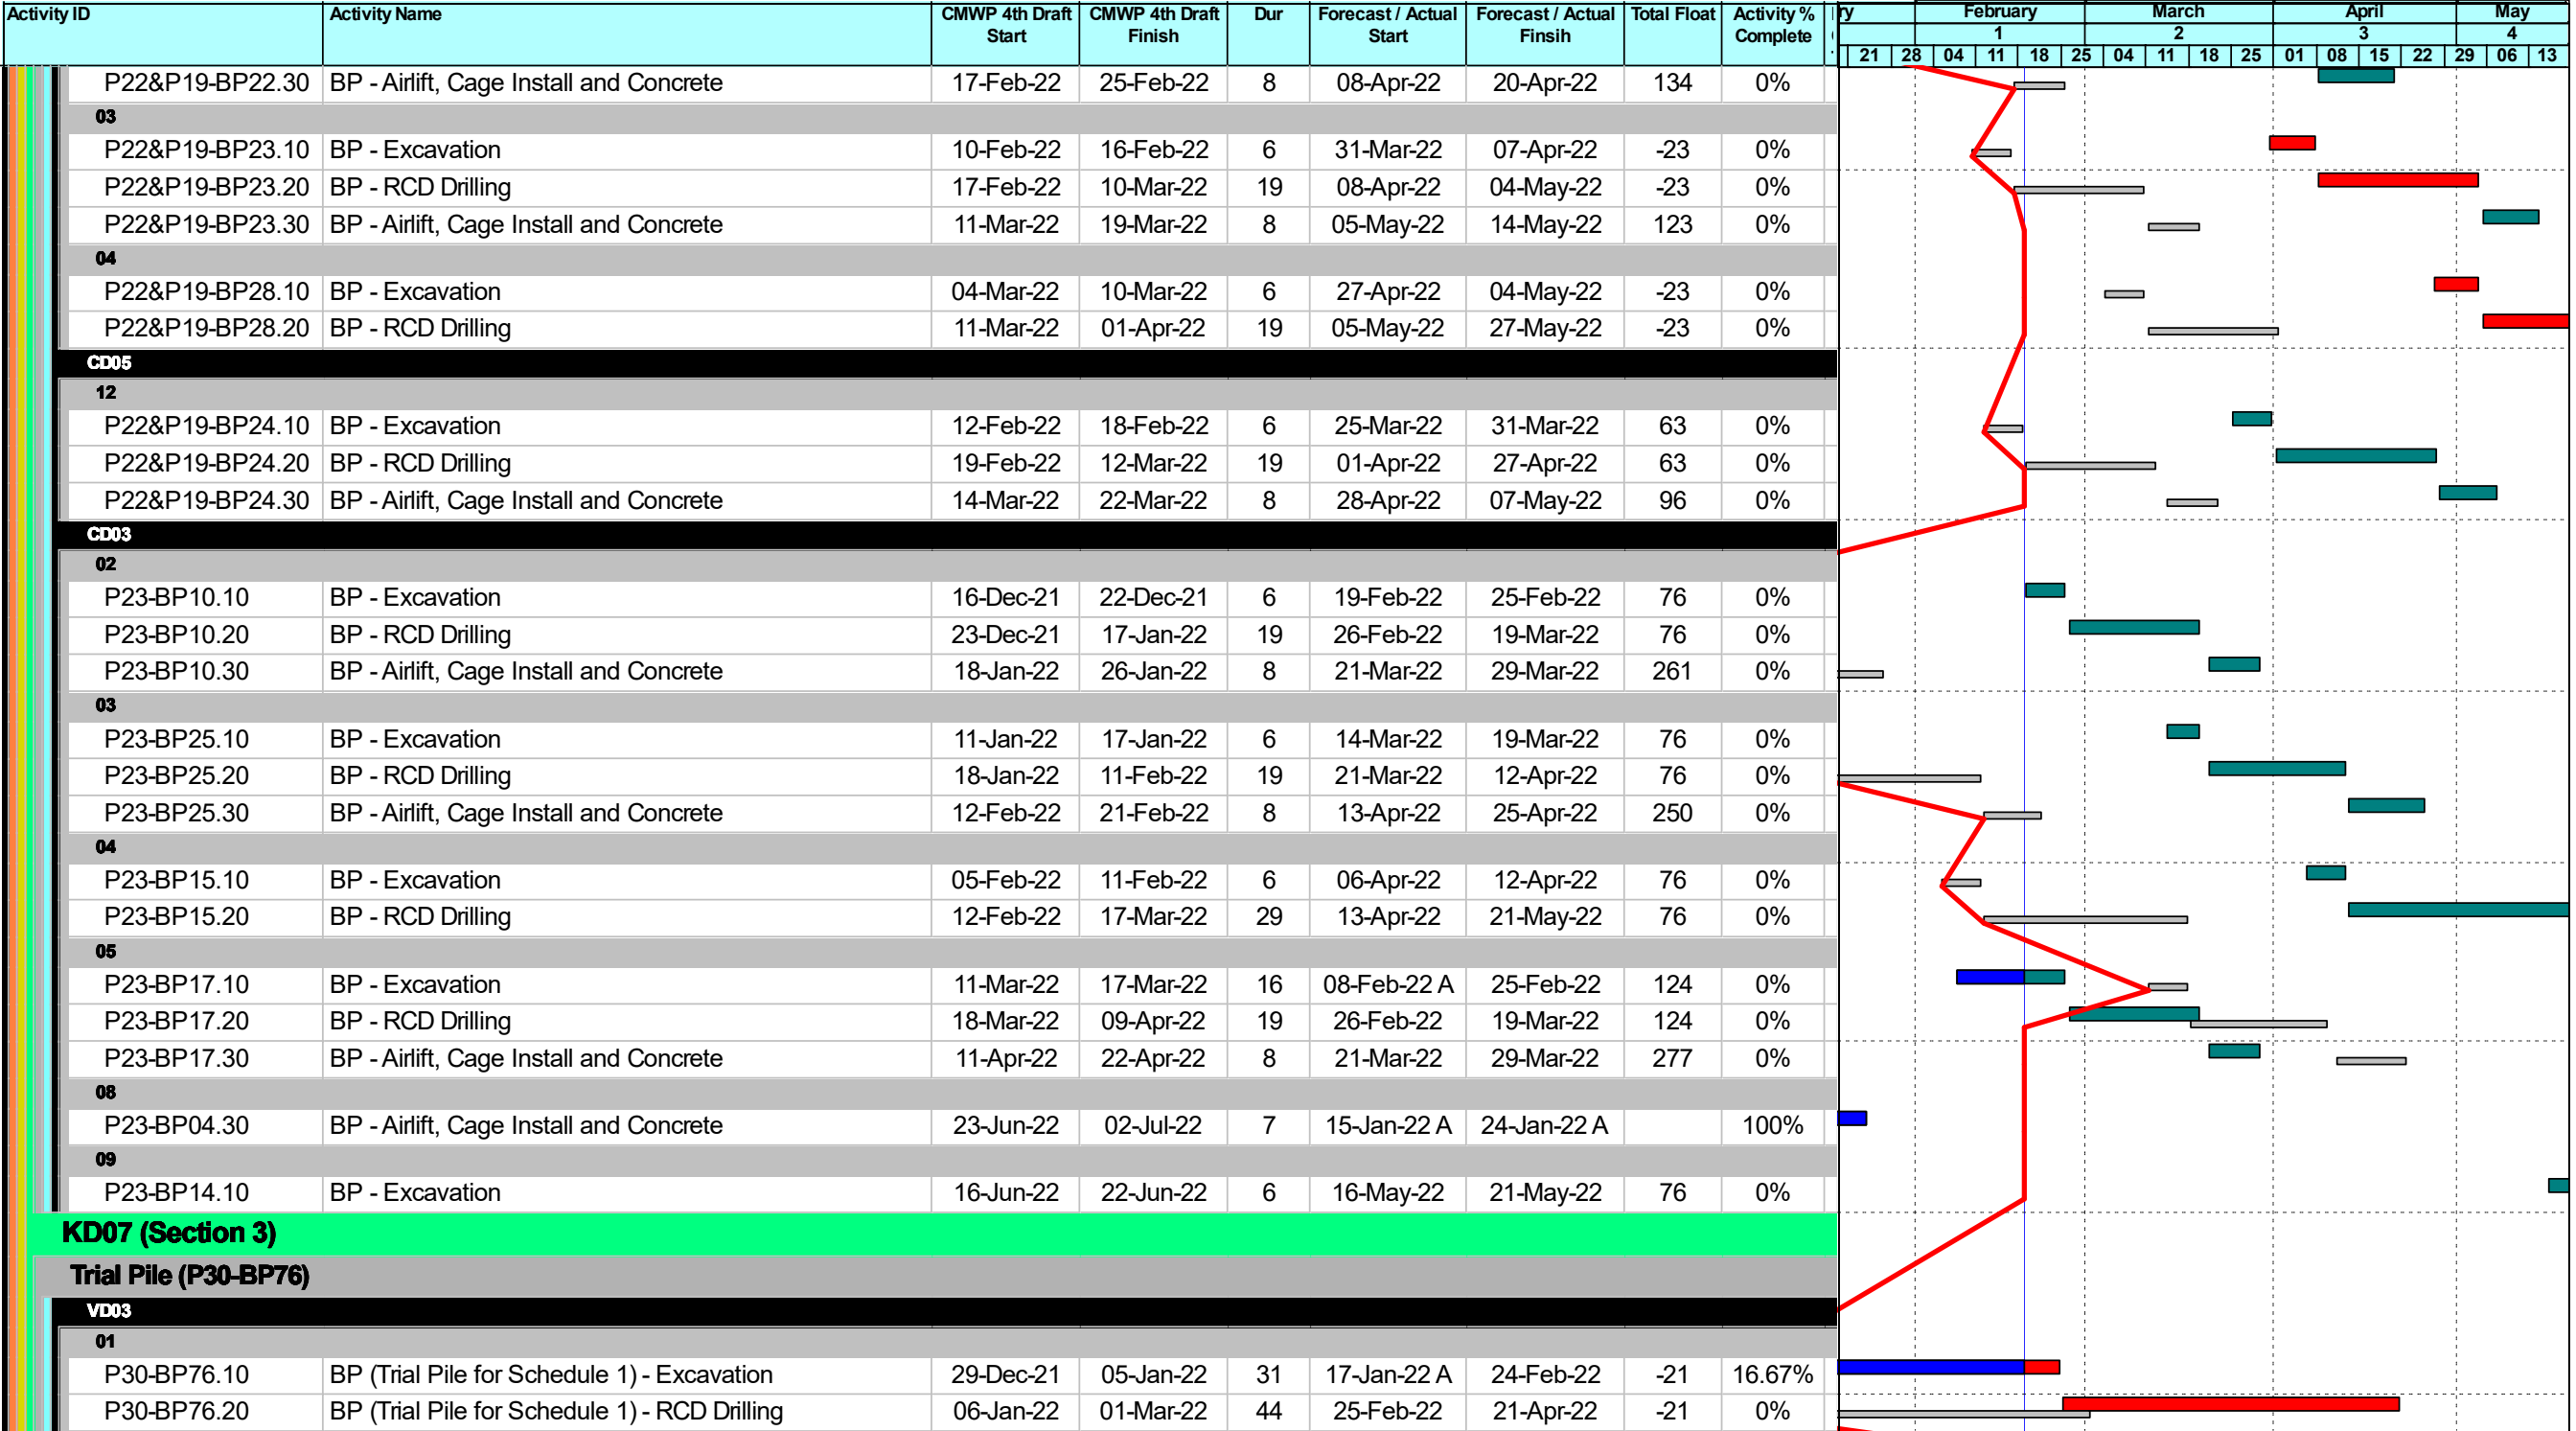 Activity ID Activity Name CMWP 4th Draft Start CMWP 4th Draft Finish Dur Forecast / Actual Start Forecast / Actual Finsih Total Float Activity % Complete
ry February March April May
1 2 3 4
21 28 04 11 18 25 04 11 18 25 01 08 15 22 29 06 13
P22&P19-BP22.30 BP - Airlift, Cage Install and Concrete 17-Feb-22 25-Feb-22 8 08-Apr-22 20-Apr-22 134 0%
03
P22&P19-BP23.10 BP - Excavation 10-Feb-22 16-Feb-22 6 31-Mar-22 07-Apr-22 -23 0%
P22&P19-BP23.20 BP - RCD Drilling 17-Feb-22 10-Mar-22 19 08-Apr-22 04-May-22 -23 0%
P22&P19-BP23.30 BP - Airlift, Cage Install and Concrete 11-Mar-22 19-Mar-22 8 05-May-22 14-May-22 123 0%
04
P22&P19-BP28.10 BP - Excavation 04-Mar-22 10-Mar-22 6 27-Apr-22 04-May-22 -23 0%
P22&P19-BP28.20 BP - RCD Drilling 11-Mar-22 01-Apr-22 19 05-May-22 27-May-22 -23 0%
CD05
12
P22&P19-BP24.10 BP - Excavation 12-Feb-22 18-Feb-22 6 25-Mar-22 31-Mar-22 63 0%
P22&P19-BP24.20 BP - RCD Drilling 19-Feb-22 12-Mar-22 19 01-Apr-22 27-Apr-22 63 0%
P22&P19-BP24.30 BP - Airlift, Cage Install and Concrete 14-Mar-22 22-Mar-22 8 28-Apr-22 07-May-22 96 0%
CD03
02
P23-BP10.10 BP - Excavation 16-Dec-21 22-Dec-21 6 19-Feb-22 25-Feb-22 76 0%
P23-BP10.20 BP - RCD Drilling 23-Dec-21 17-Jan-22 19 26-Feb-22 19-Mar-22 76 0%
P23-BP10.30 BP - Airlift, Cage Install and Concrete 18-Jan-22 26-Jan-22 8 21-Mar-22 29-Mar-22 261 0%
03
P23-BP25.10 BP - Excavation 11-Jan-22 17-Jan-22 6 14-Mar-22 19-Mar-22 76 0%
P23-BP25.20 BP - RCD Drilling 18-Jan-22 11-Feb-22 19 21-Mar-22 12-Apr-22 76 0%
P23-BP25.30 BP - Airlift, Cage Install and Concrete 12-Feb-22 21-Feb-22 8 13-Apr-22 25-Apr-22 250 0%
04
P23-BP15.10 BP - Excavation 05-Feb-22 11-Feb-22 6 06-Apr-22 12-Apr-22 76 0%
P23-BP15.20 BP - RCD Drilling 12-Feb-22 17-Mar-22 29 13-Apr-22 21-May-22 76 0%
05
P23-BP17.10 BP - Excavation 11-Mar-22 17-Mar-22 16 08-Feb-22 A 25-Feb-22 124 0%
P23-BP17.20 BP - RCD Drilling 18-Mar-22 09-Apr-22 19 26-Feb-22 19-Mar-22 124 0%
P23-BP17.30 BP - Airlift, Cage Install and Concrete 11-Apr-22 22-Apr-22 8 21-Mar-22 29-Mar-22 277 0%
08
P23-BP04.30 BP - Airlift, Cage Install and Concrete 23-Jun-22 02-Jul-22 7 15-Jan-22 A 24-Jan-22 A 100%
09
P23-BP14.10 BP - Excavation 16-Jun-22 22-Jun-22 6 16-May-22 21-May-22 76 0%
KD07 (Section 3)
Trial Pile (P30-BP76)
VD03
01
P30-BP76.10 BP (Trial Pile for Schedule 1) - Excavation 29-Dec-21 05-Jan-22 31 17-Jan-22 A 24-Feb-22 -21 16.67%
P30-BP76.20 BP (Trial Pile for Schedule 1) - RCD Drilling 06-Jan-22 01-Mar-22 44 25-Feb-22 21-Apr-22 -21 0%